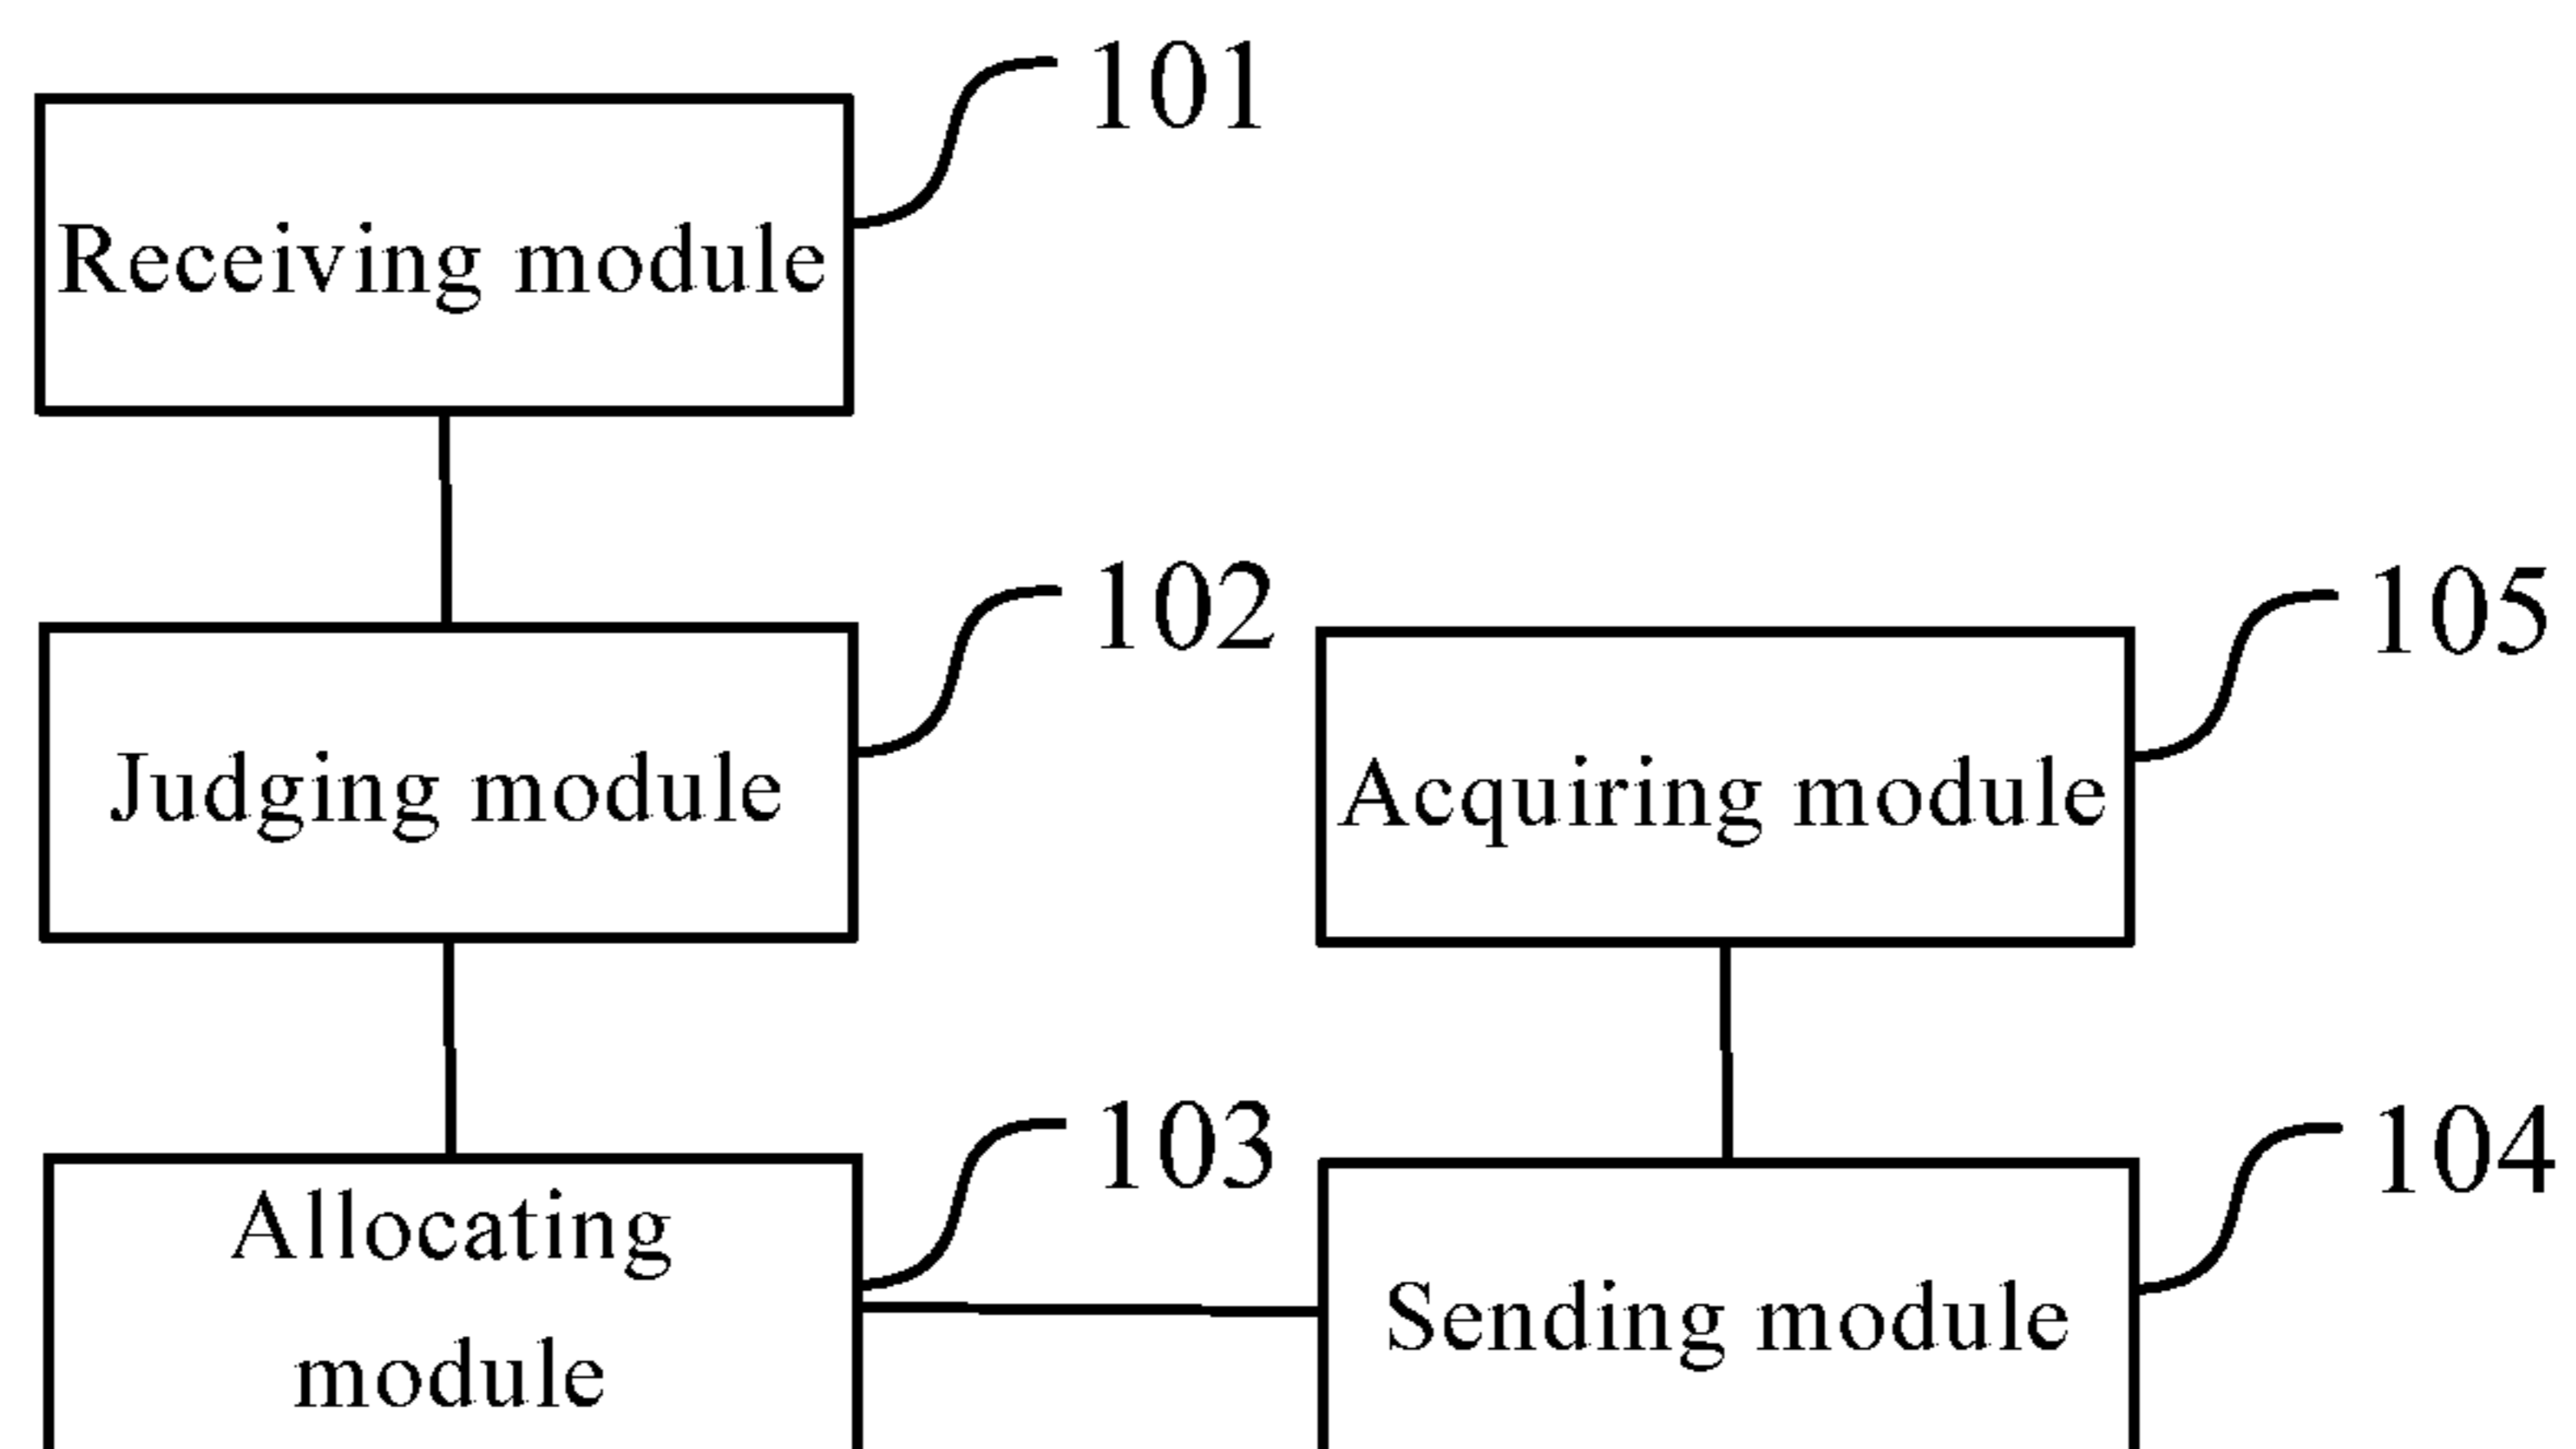 101
Receiving module
102
Judging module
105
Acquiring module
103
Allocating
module
104
Sending module